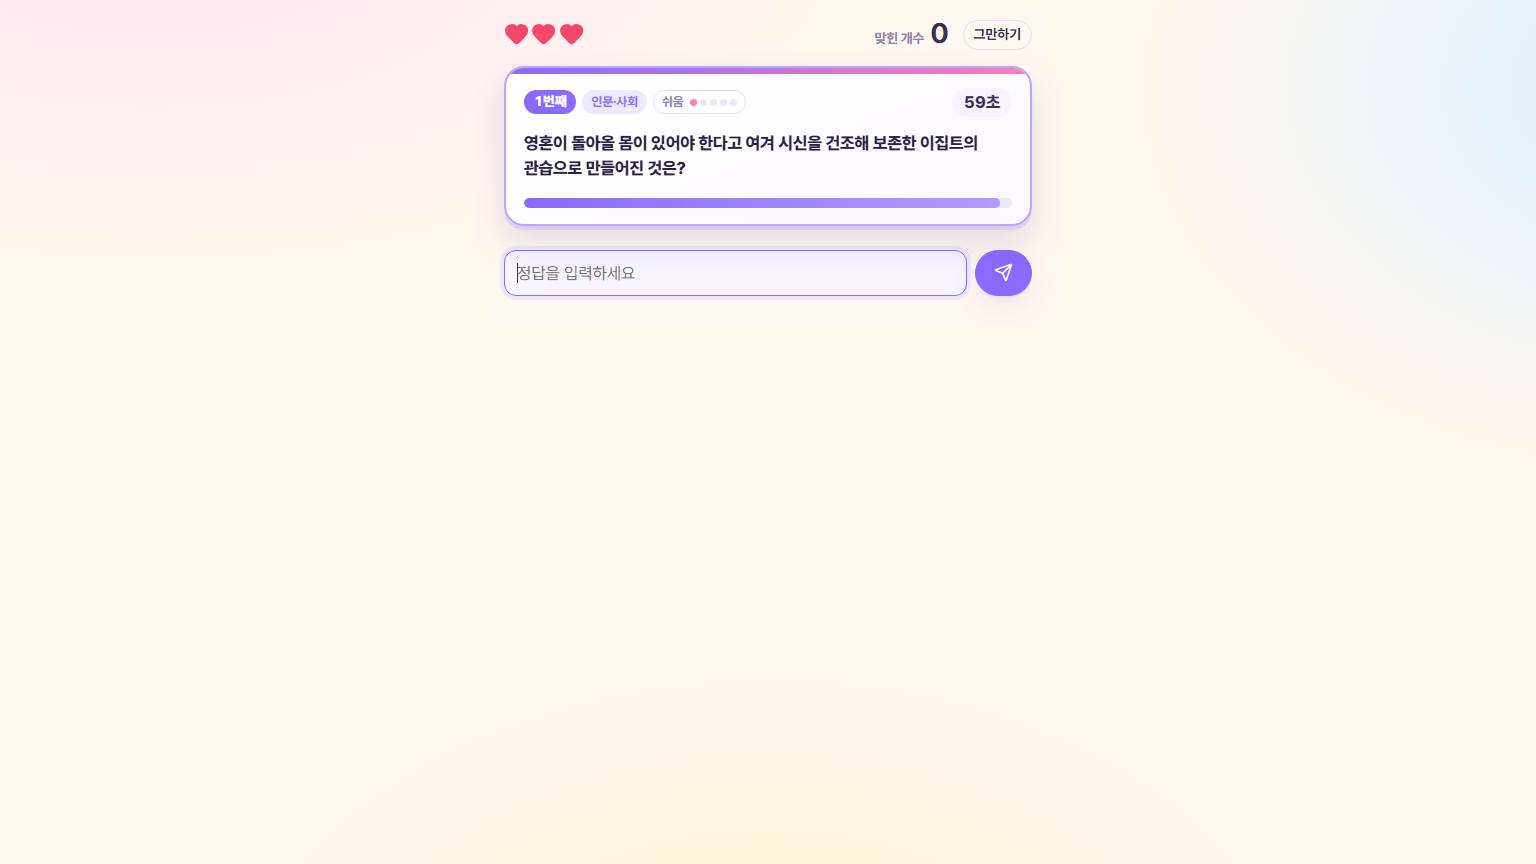 맞힌 개수 0 그만하기
1번째 인문·사회 쉬움 59초
영혼이 돌아올 몸이 있어야 한다고 여겨 시신을 건조해 보존한 이집트의
관습으로 만들어진 것은?
정답을 입력하세요